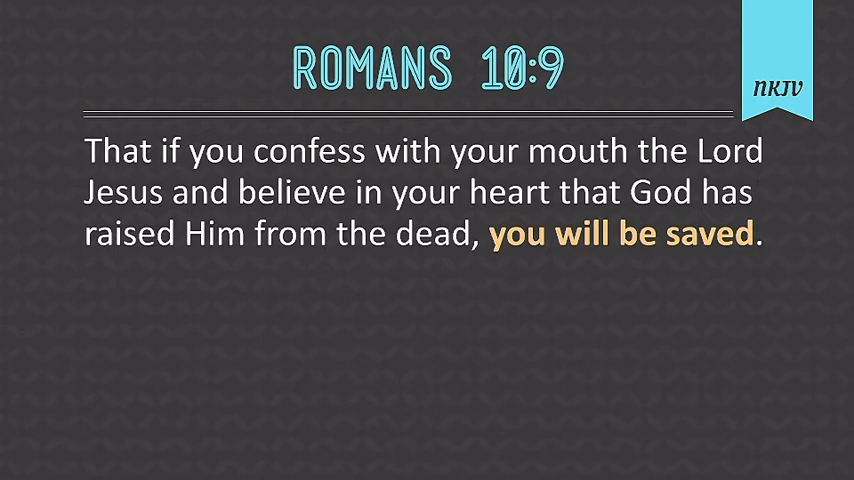 ROMANS 10:9
NKJV
That if you confess with your mouth the Lord
Jesus and believe in your heart that God has
raised Him from the dead, you will be saved.